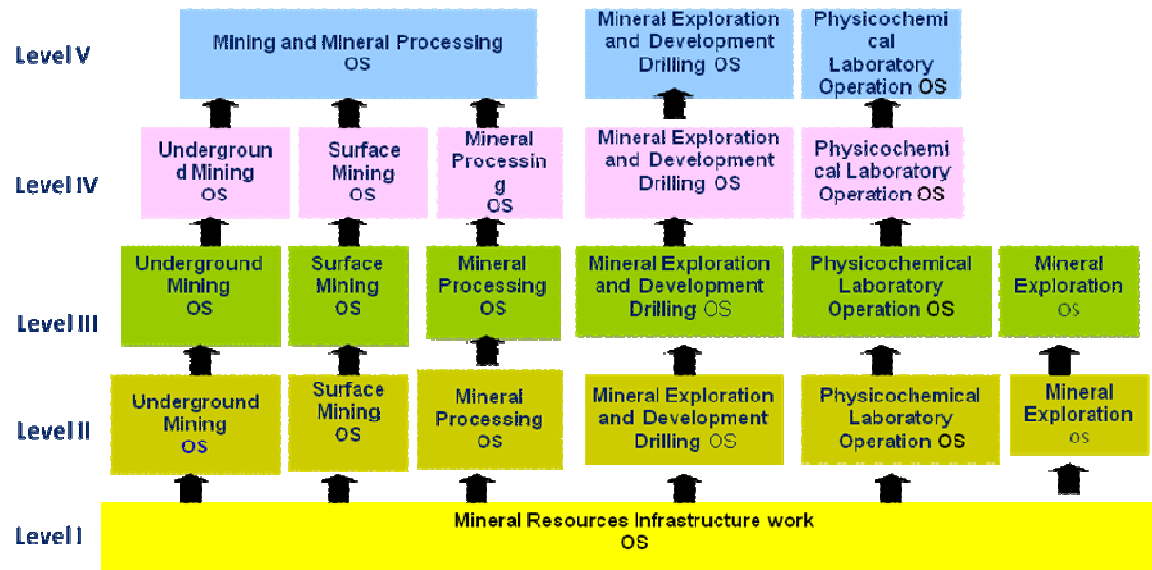 Level V
Mining and Mineral Processing
OS
Mineral Exploration
and Development
Drilling OS
Physicochemi
cal
Laboratory
Operation OS
Level IV
Undergroun
d Mining
OS
Surface
Mining
OS
Mineral
Processin
g
OS
Mineral Exploration
and Development
Drilling OS
Physicochemi
cal Laboratory
Operation OS
Level III
Underground
Mining
OS
Surface
Mining
OS
Mineral
Processing
OS
Mineral Exploration
and Development
Drilling OS
Physicochemical
Laboratory
Operation OS
Mineral
Exploration
OS
Level II
Underground
Mining
OS
Surface
Mining
OS
Mineral
Processing
OS
Mineral Exploration
and Development
Drilling OS
Physicochemical
Laboratory
Operation OS
Mineral
Exploration
OS
Level I
Mineral Resources Infrastructure work
OS